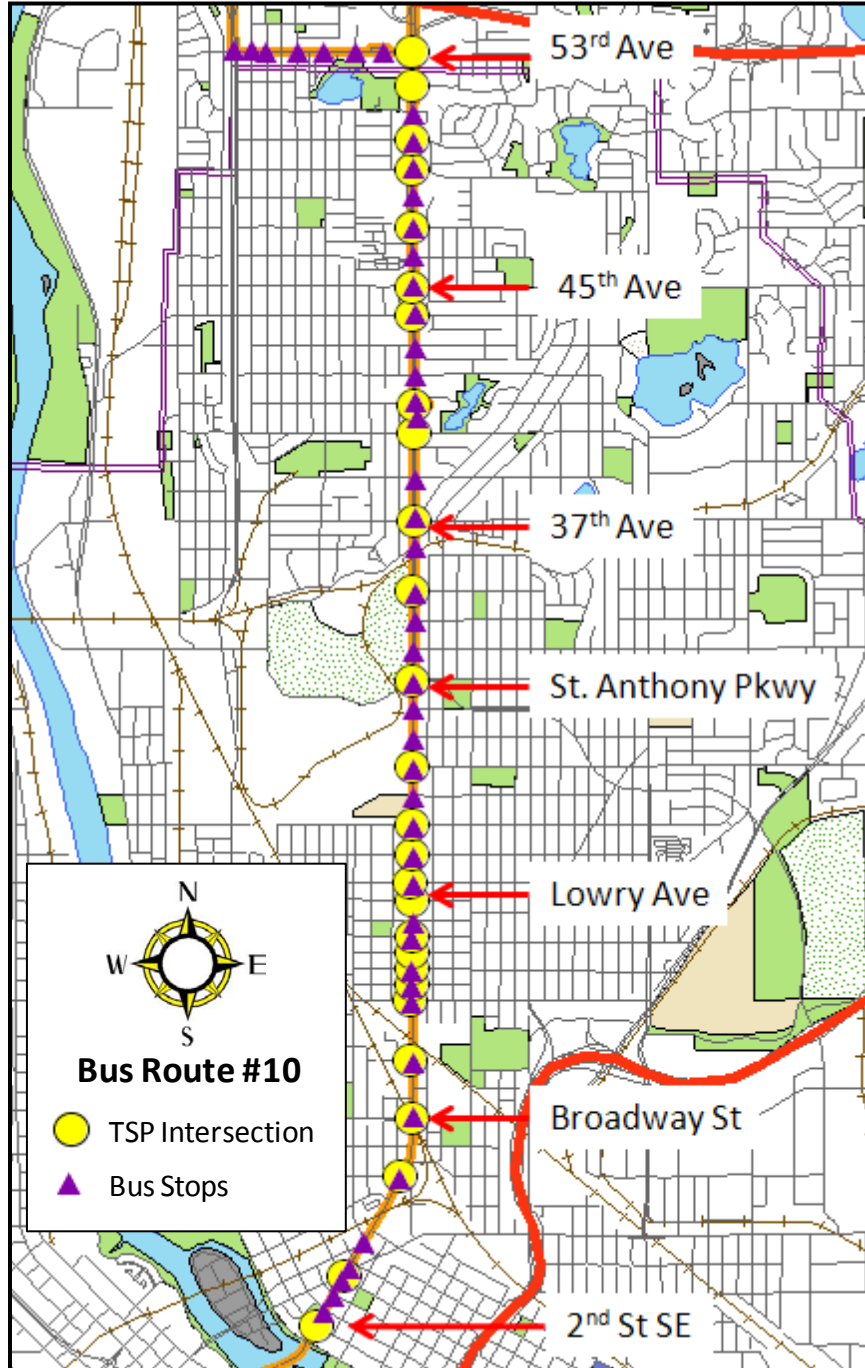 53rd Ave
45th Ave
37th Ave
St. Anthony Pkwy
Lowry Ave
N
W E
S
Bus Route #10
TSP Intersection
Bus Stops
Broadway St
2nd St SE